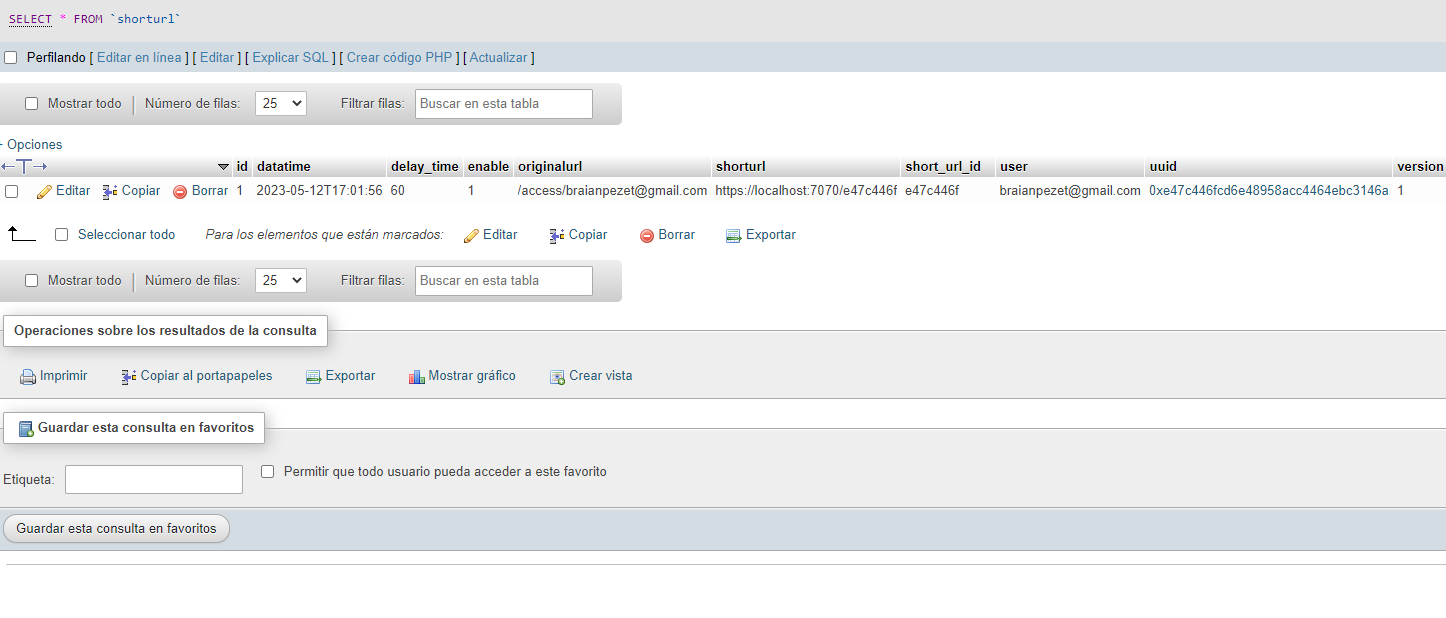 SELECT * FROM `shorturl`
Perfilando [ Editar en línea ] [ Editar ] [ Explicar SQL ] [ Crear código PHP ] [ Actualizar ]
Mostrar todo | Número de filas: 25 Filtrar filas: Buscar en esta tabla
+ Opciones
←T→ id datatime delay_time enable originalurl shorturl short_url_id user uuid version
Editar Copiar Borrar 1 2023-05-12T17:01:56 60 1 /access/braianpezet@gmail.com https://localhost:7070/e47c446f e47c446f braianpezet@gmail.com 0xe47c446fcd6e48958acc4464ebc3146a 1
Seleccionar todo Para los elementos que están marcados: Editar Copiar Borrar Exportar
Mostrar todo | Número de filas: 25 Filtrar filas: Buscar en esta tabla
Operaciones sobre los resultados de la consulta
Imprimir Copiar al portapapeles Exportar Mostrar gráfico Crear vista
Guardar esta consulta en favoritos
Etiqueta: Permitir que todo usuario pueda acceder a este favorito
Guardar esta consulta en favoritos